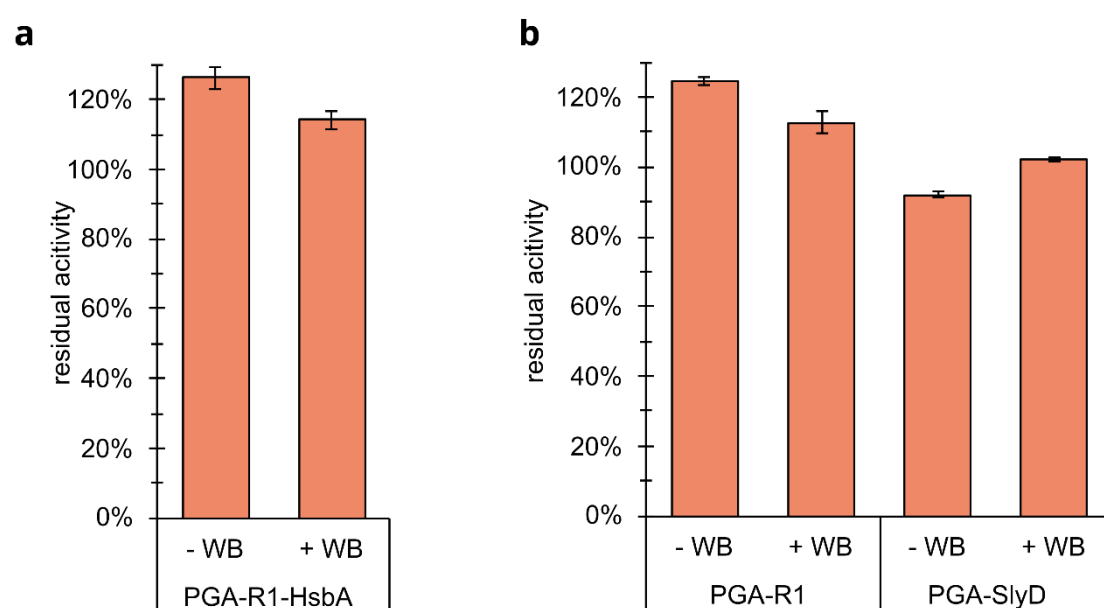 a
residual acitivity
120%
100%
80%
60%
40%
20%
0%
- WB + WB
PGA-R1-HsbA
b
residual acitivity
120%
100%
80%
60%
40%
20%
0%
- WB + WB - WB + WB
PGA-R1 PGA-SlyD